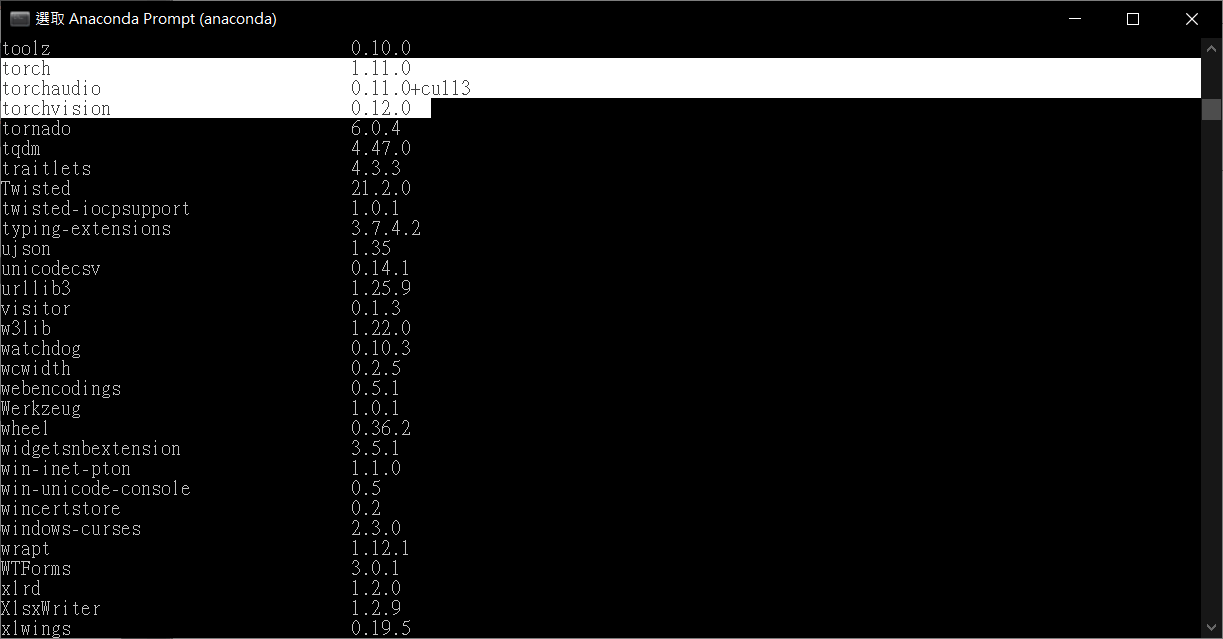 選取 Anaconda Prompt (anaconda)
toolz 0.10.0
torch 1.11.0
torchaudio 0.11.0+cu113
torchvision 0.12.0
tornado 6.0.4
tqdm 4.47.0
traitlets 4.3.3
Twisted 21.2.0
twisted-iocpsupport 1.0.1
typing-extensions 3.7.4.2
ujson 1.35
unicodecsv 0.14.1
urllib3 1.25.9
visitor 0.1.3
w3lib 1.22.0
watchdog 0.10.3
wcwidth 0.2.5
webencodings 0.5.1
Werkzeug 1.0.1
wheel 0.36.2
widgetsnbextension 3.5.1
win-inet-pton 1.1.0
win-unicode-console 0.5
wincertstore 0.2
windows-curses 2.3.0
wrapt 1.12.1
WTForms 3.0.1
xlrd 1.2.0
XlsxWriter 1.2.9
xlwings 0.19.5